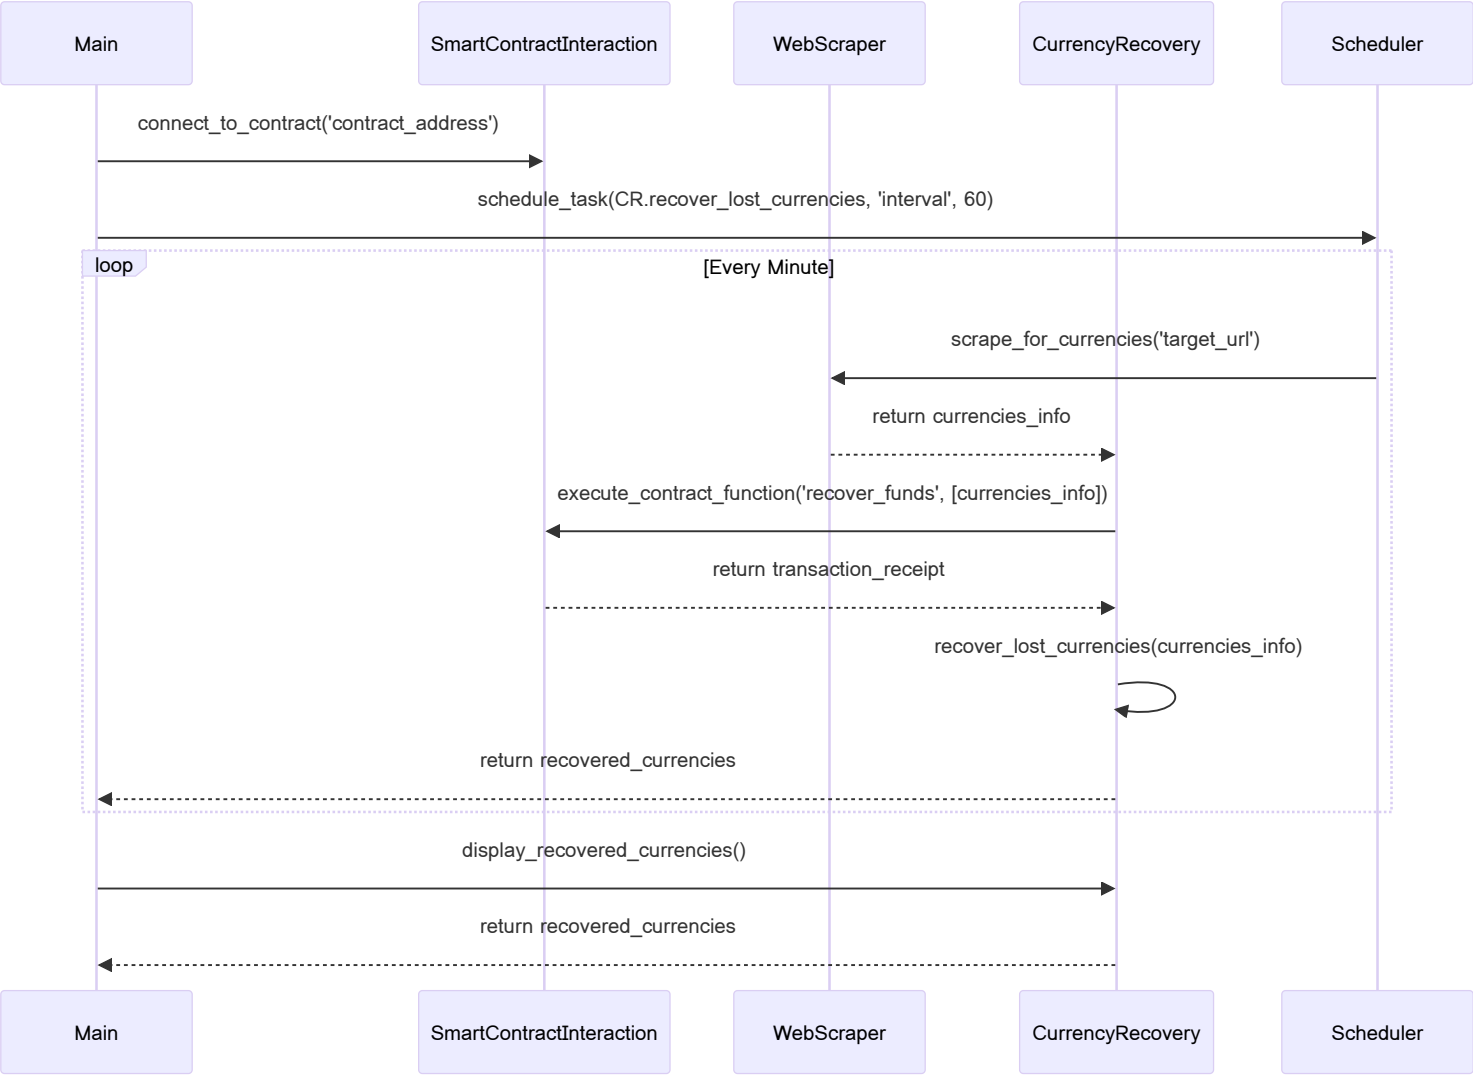 Main
SmartContractInteraction
WebScraper
CurrencyRecovery
Scheduler
connect_to_contract('contract_address')
schedule_task(CR.recover_lost_currencies, 'interval', 60)
loop
[Every Minute]
scrape_for_currencies('target_url')
return currencies_info
execute_contract_function('recover_funds', [currencies_info])
return transaction_receipt
recover_lost_currencies(currencies_info)
return recovered_currencies
display_recovered_currencies()
return recovered_currencies
Main
SmartContractInteraction
WebScraper
CurrencyRecovery
Scheduler